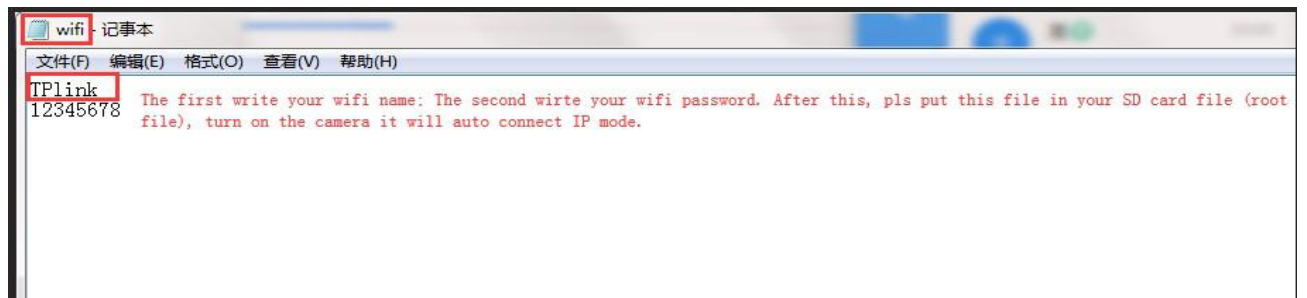 wifi - 记事本
文件(F) 编辑(E) 格式(O) 查看(V) 帮助(H)
TPlink
12345678
The first write your wifi name; The second wirte your wifi password. After this, pls put this file in your SD card file (root
file), turn on the camera it will auto connect IP mode.